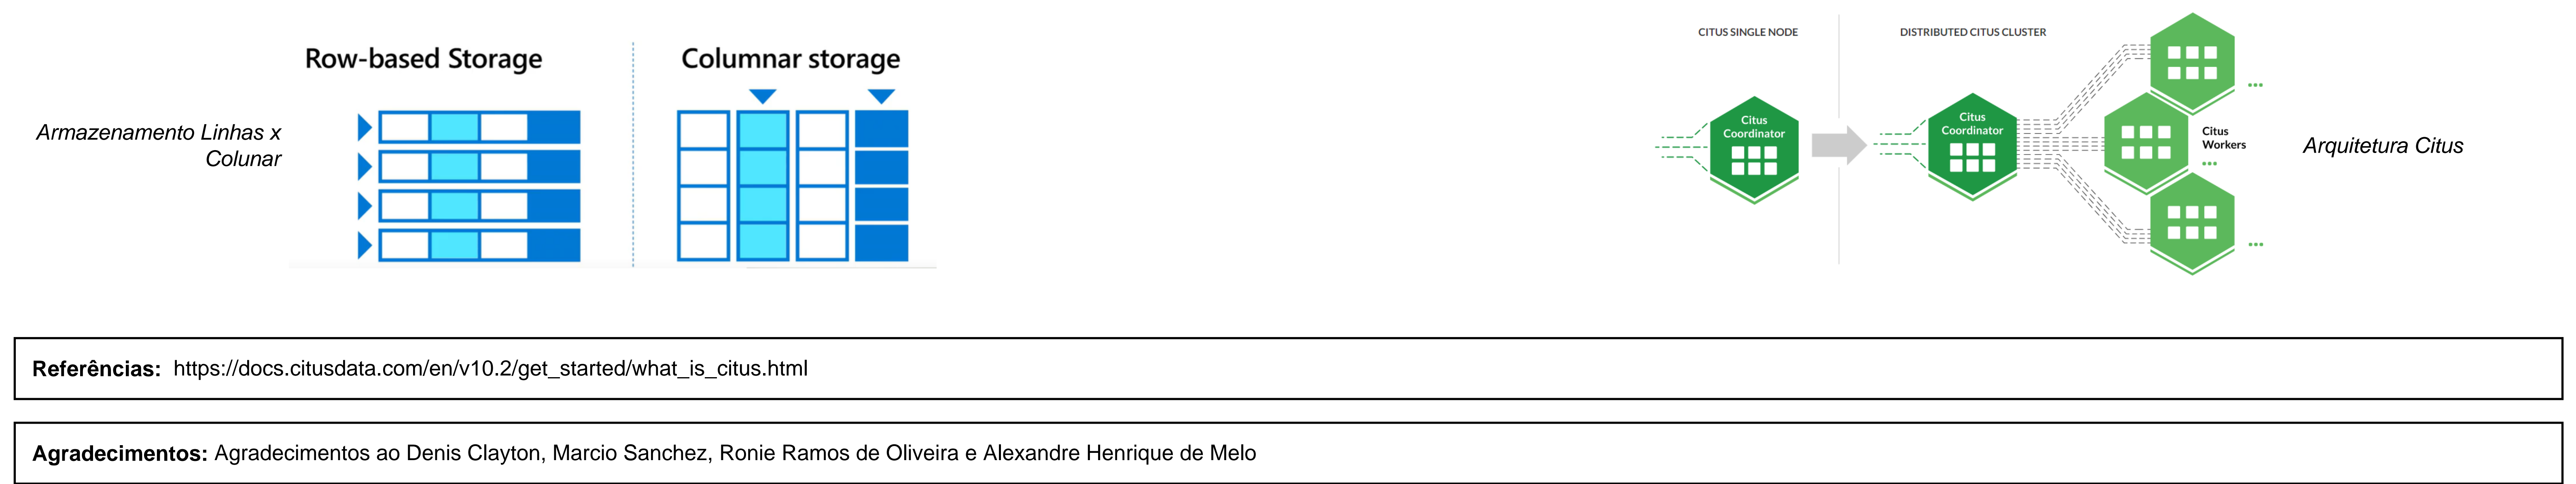 Row-based Storage
Columnar storage
Armazenamento Linhas x
Colunar
CITUS SINGLE NODE
DISTRIBUTED CITUS CLUSTER
Citus
Coordinator
Citus
Coordinator
Citus
Workers
Arquitetura Citus
Referências: https://docs.citusdata.com/en/v10.2/get_started/what_is_citus.html
Agradecimentos: Agradecimentos ao Denis Clayton, Marcio Sanchez, Ronie Ramos de Oliveira e Alexandre Henrique de Melo